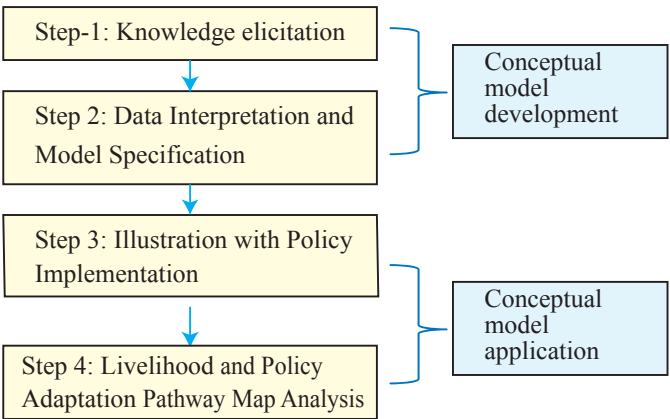 Step-1: Knowledge elicitation
Step 2: Data Interpretation and
Model Specification
Conceptual
model
development
Step 3: Illustration with Policy
Implementation
Step 4: Livelihood and Policy
Adaptation Pathway Map Analysis
Conceptual
model
application